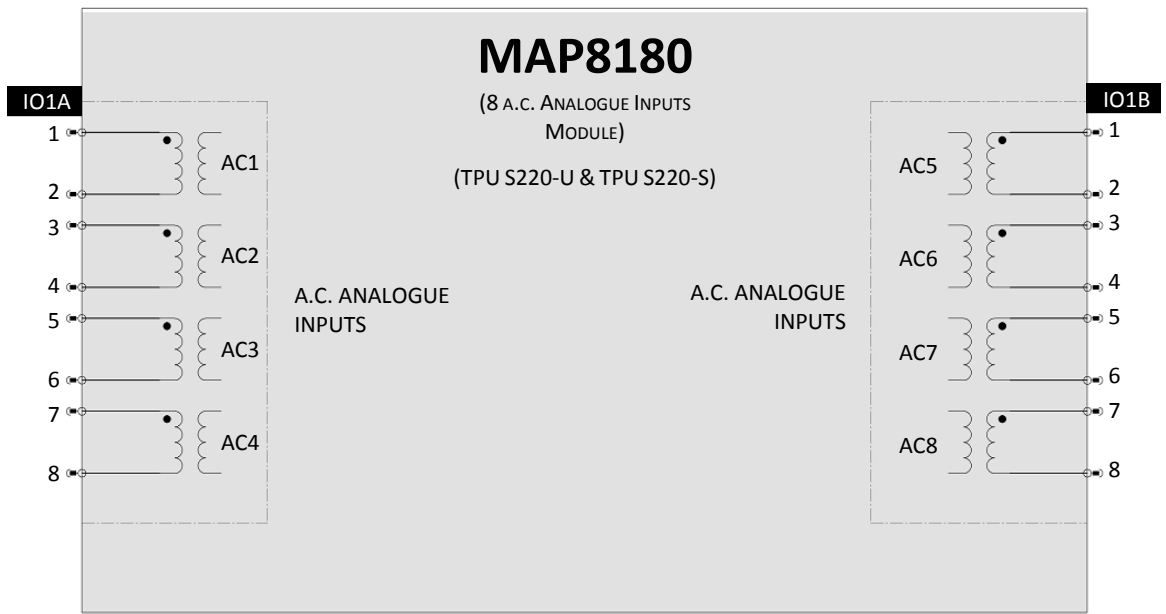 MAP8180
(8 A.C. ANALOGUE INPUTS
MODULE)
(TPU S220-U & TPU S220-S)
IO1A
1
2
3
4
5
6
7
8
AC1
AC2
AC3
AC4
A.C. ANALOGUE
INPUTS
A.C. ANALOGUE
INPUTS
AC5
AC6
AC7
AC8
IO1B
1
2
3
4
5
6
7
8